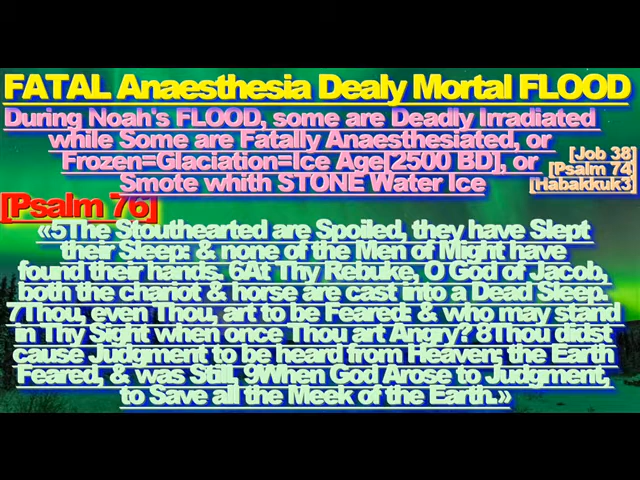 FATAL Anaesthesia Dealy Mortal FLOOD
During Noah's FLOOD, some are Deadly Irradiated
while Some are Fatally Anaesthesiated, or
Frozen=Glaciation=Ice Age[2500 BD], or
Smote whith STONE Water Ice
[Job 38]
[Psalm 74]
[Habakkuk3]
[Psalm 76]
«5The Stouthearted are Spoiled, they have Slept
their Sleep: & none of the Men of Might have
found their hands. 6At Thy Rebuke, O God of Jacob,
both the chariot & horse are cast into a Dead Sleep.
7Thou, even Thou, art to be Feared: & who may stand
in Thy Sight when once Thou art Angry? 8Thou didst
cause Judgment to be heard from Heaven; the Earth
Feared, & was Still, 9When God Arose to Judgment,
to Save all the Meek of the Earth.»